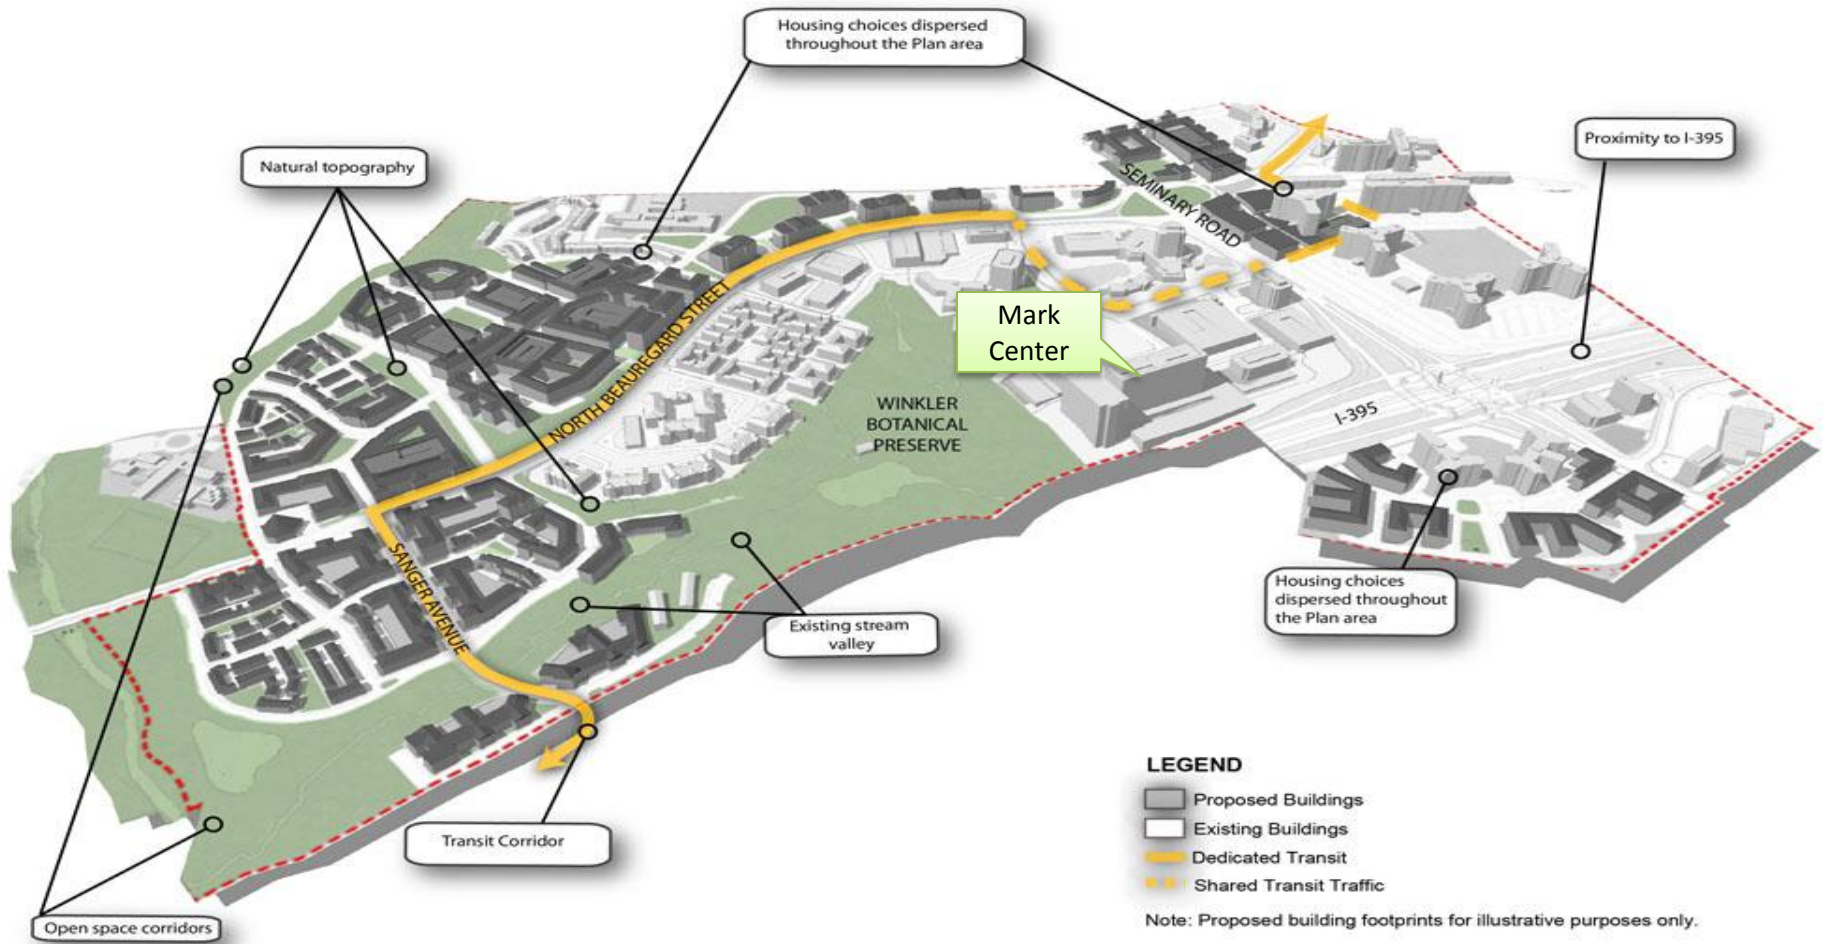 Housing choices dispersed
throughout the Plan area
Proximity to I-395
Natural topography
SEMINARY ROAD
Mark
Center
NORTH BEAUREGARD STREET
WINKLER
BOTANICAL
PRESERVE
I-395
SANGER AVENUE
Housing choices
dispersed throughout
the Plan area
Existing stream
valley
Transit Corridor
Open space corridors
LEGEND
Proposed Buildings
Existing Buildings
Dedicated Transit
Shared Transit Traffic
Note: Proposed building footprints for illustrative purposes only.